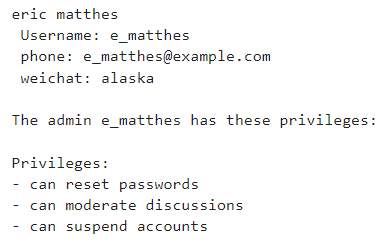 eric matthes
Username: e_matthes
phone: e_matthes@example.com
weichat: alaska
The admin e_matthes has these privileges:
Privileges:
- can reset passwords
- can moderate discussions
- can suspend accounts